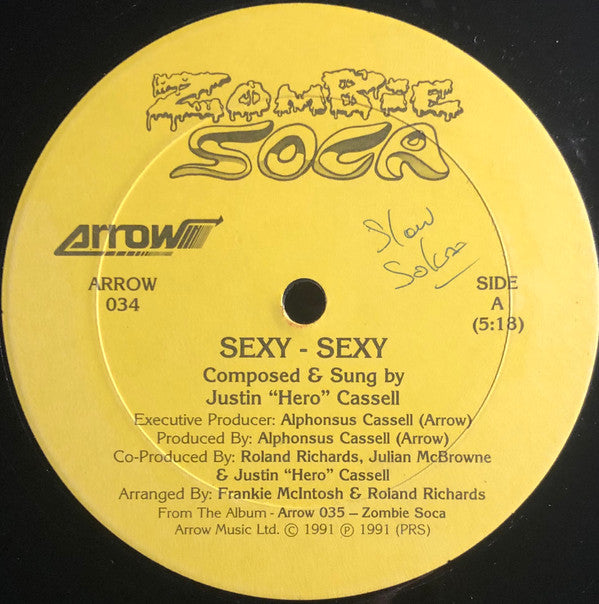 ZOMBIE
SOCA
arrow
Slow
Soka
ARROW
034
SIDE
A
(5:18)
SEXY - SEXY
Composed & Sung by
Justin “Hero” Cassell
Executive Producer: Alphonsus Cassell (Arrow)
Produced By: Alphonsus Cassell (Arrow)
Co-Produced By: Roland Richards, Julian McBrowne
& Justin “Hero” Cassell
Arranged By: Frankie McIntosh & Roland Richards
From The Album - Arrow 035 – Zombie Soca
Arrow Music Ltd. © 1991 ℗ 1991 (PRS)